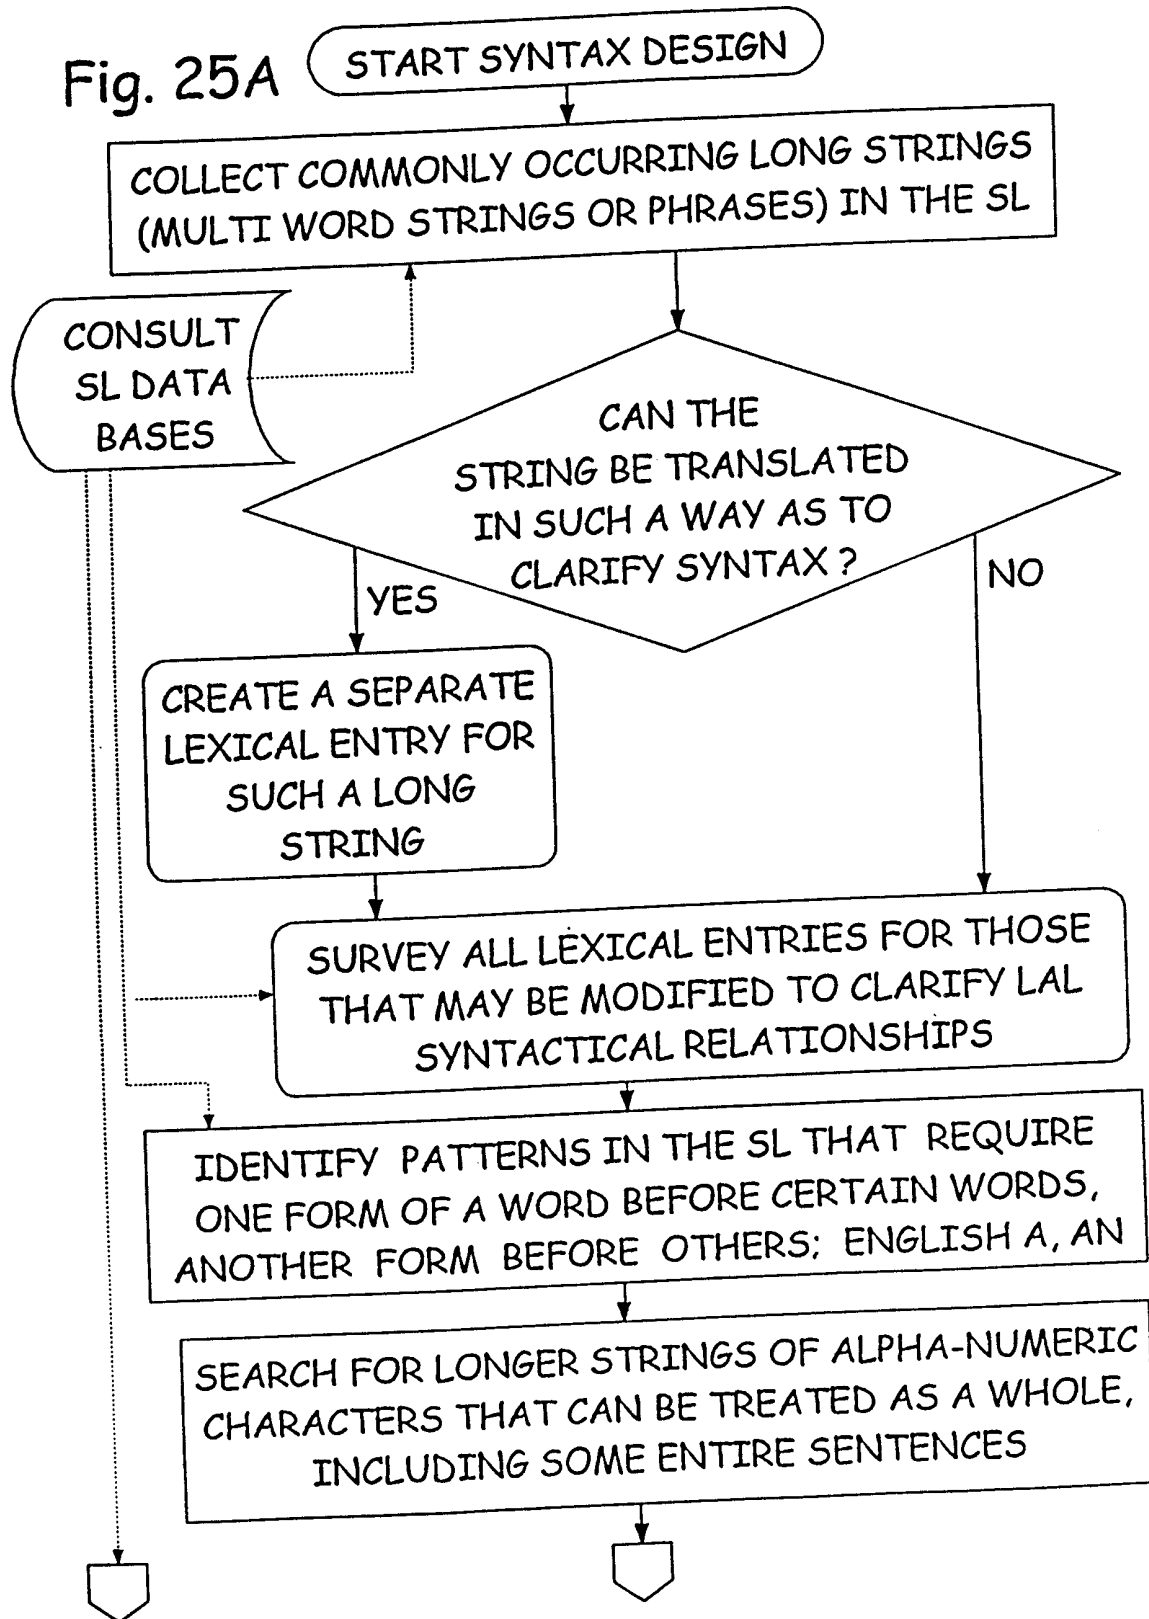 Fig. 25A
START SYNTAX DESIGN
COLLECT COMMONLY OCCURRING LONG STRINGS
(MULTI WORD STRINGS OR PHRASES) IN THE SL
CONSULT
SL DATA
BASES
CAN THE
STRING BE TRANSLATED
IN SUCH A WAY AS TO
CLARIFY SYNTAX ?
YES
NO
CREATE A SEPARATE
LEXICAL ENTRY FOR
SUCH A LONG
STRING
SURVEY ALL LEXICAL ENTRIES FOR THOSE
THAT MAY BE MODIFIED TO CLARIFY LAL
SYNTACTICAL RELATIONSHIPS
IDENTIFY PATTERNS IN THE SL THAT REQUIRE
ONE FORM OF A WORD BEFORE CERTAIN WORDS,
ANOTHER FORM BEFORE OTHERS; ENGLISH A, AN
SEARCH FOR LONGER STRINGS OF ALPHA-NUMERIC
CHARACTERS THAT CAN BE TREATED AS A WHOLE,
INCLUDING SOME ENTIRE SENTENCES